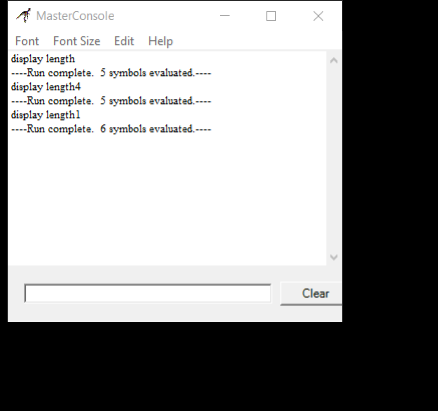 MasterConsole
Font Font Size Edit Help
display length
----Run complete.  5 symbols evaluated.----
display length4
----Run complete.  5 symbols evaluated.----
display length1
----Run complete.  6 symbols evaluated.----
Clear